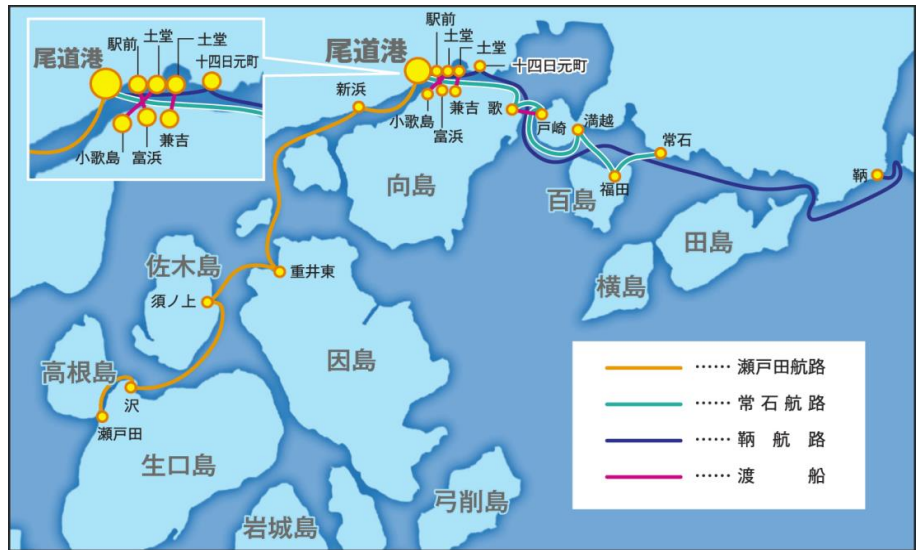 尾道港
駅前
土堂
土堂
十四日元町
小歌島
富浜
兼吉
尾道港
駅前
土堂
土堂
十四日元町
新浜
小歌島
富浜
兼吉
歌
戸崎
満越
常石
福田
鞆
向島
百島
田島
横島
佐木島
重井東
須ノ上
因島
高根島
沢
瀬戸田
生口島
岩城島
弓削島
……瀬戸田航路
……常石航路
……鞆航路
……渡船